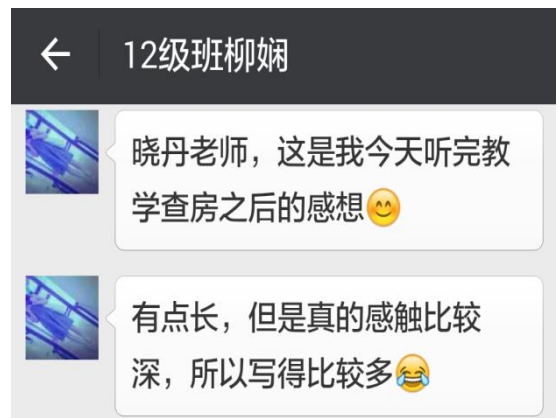 12级班柳娴
晓丹老师，这是我今天听完教
学查房之后的感想😊
有点长，但是真的感触比较
深，所以写得比较多😂